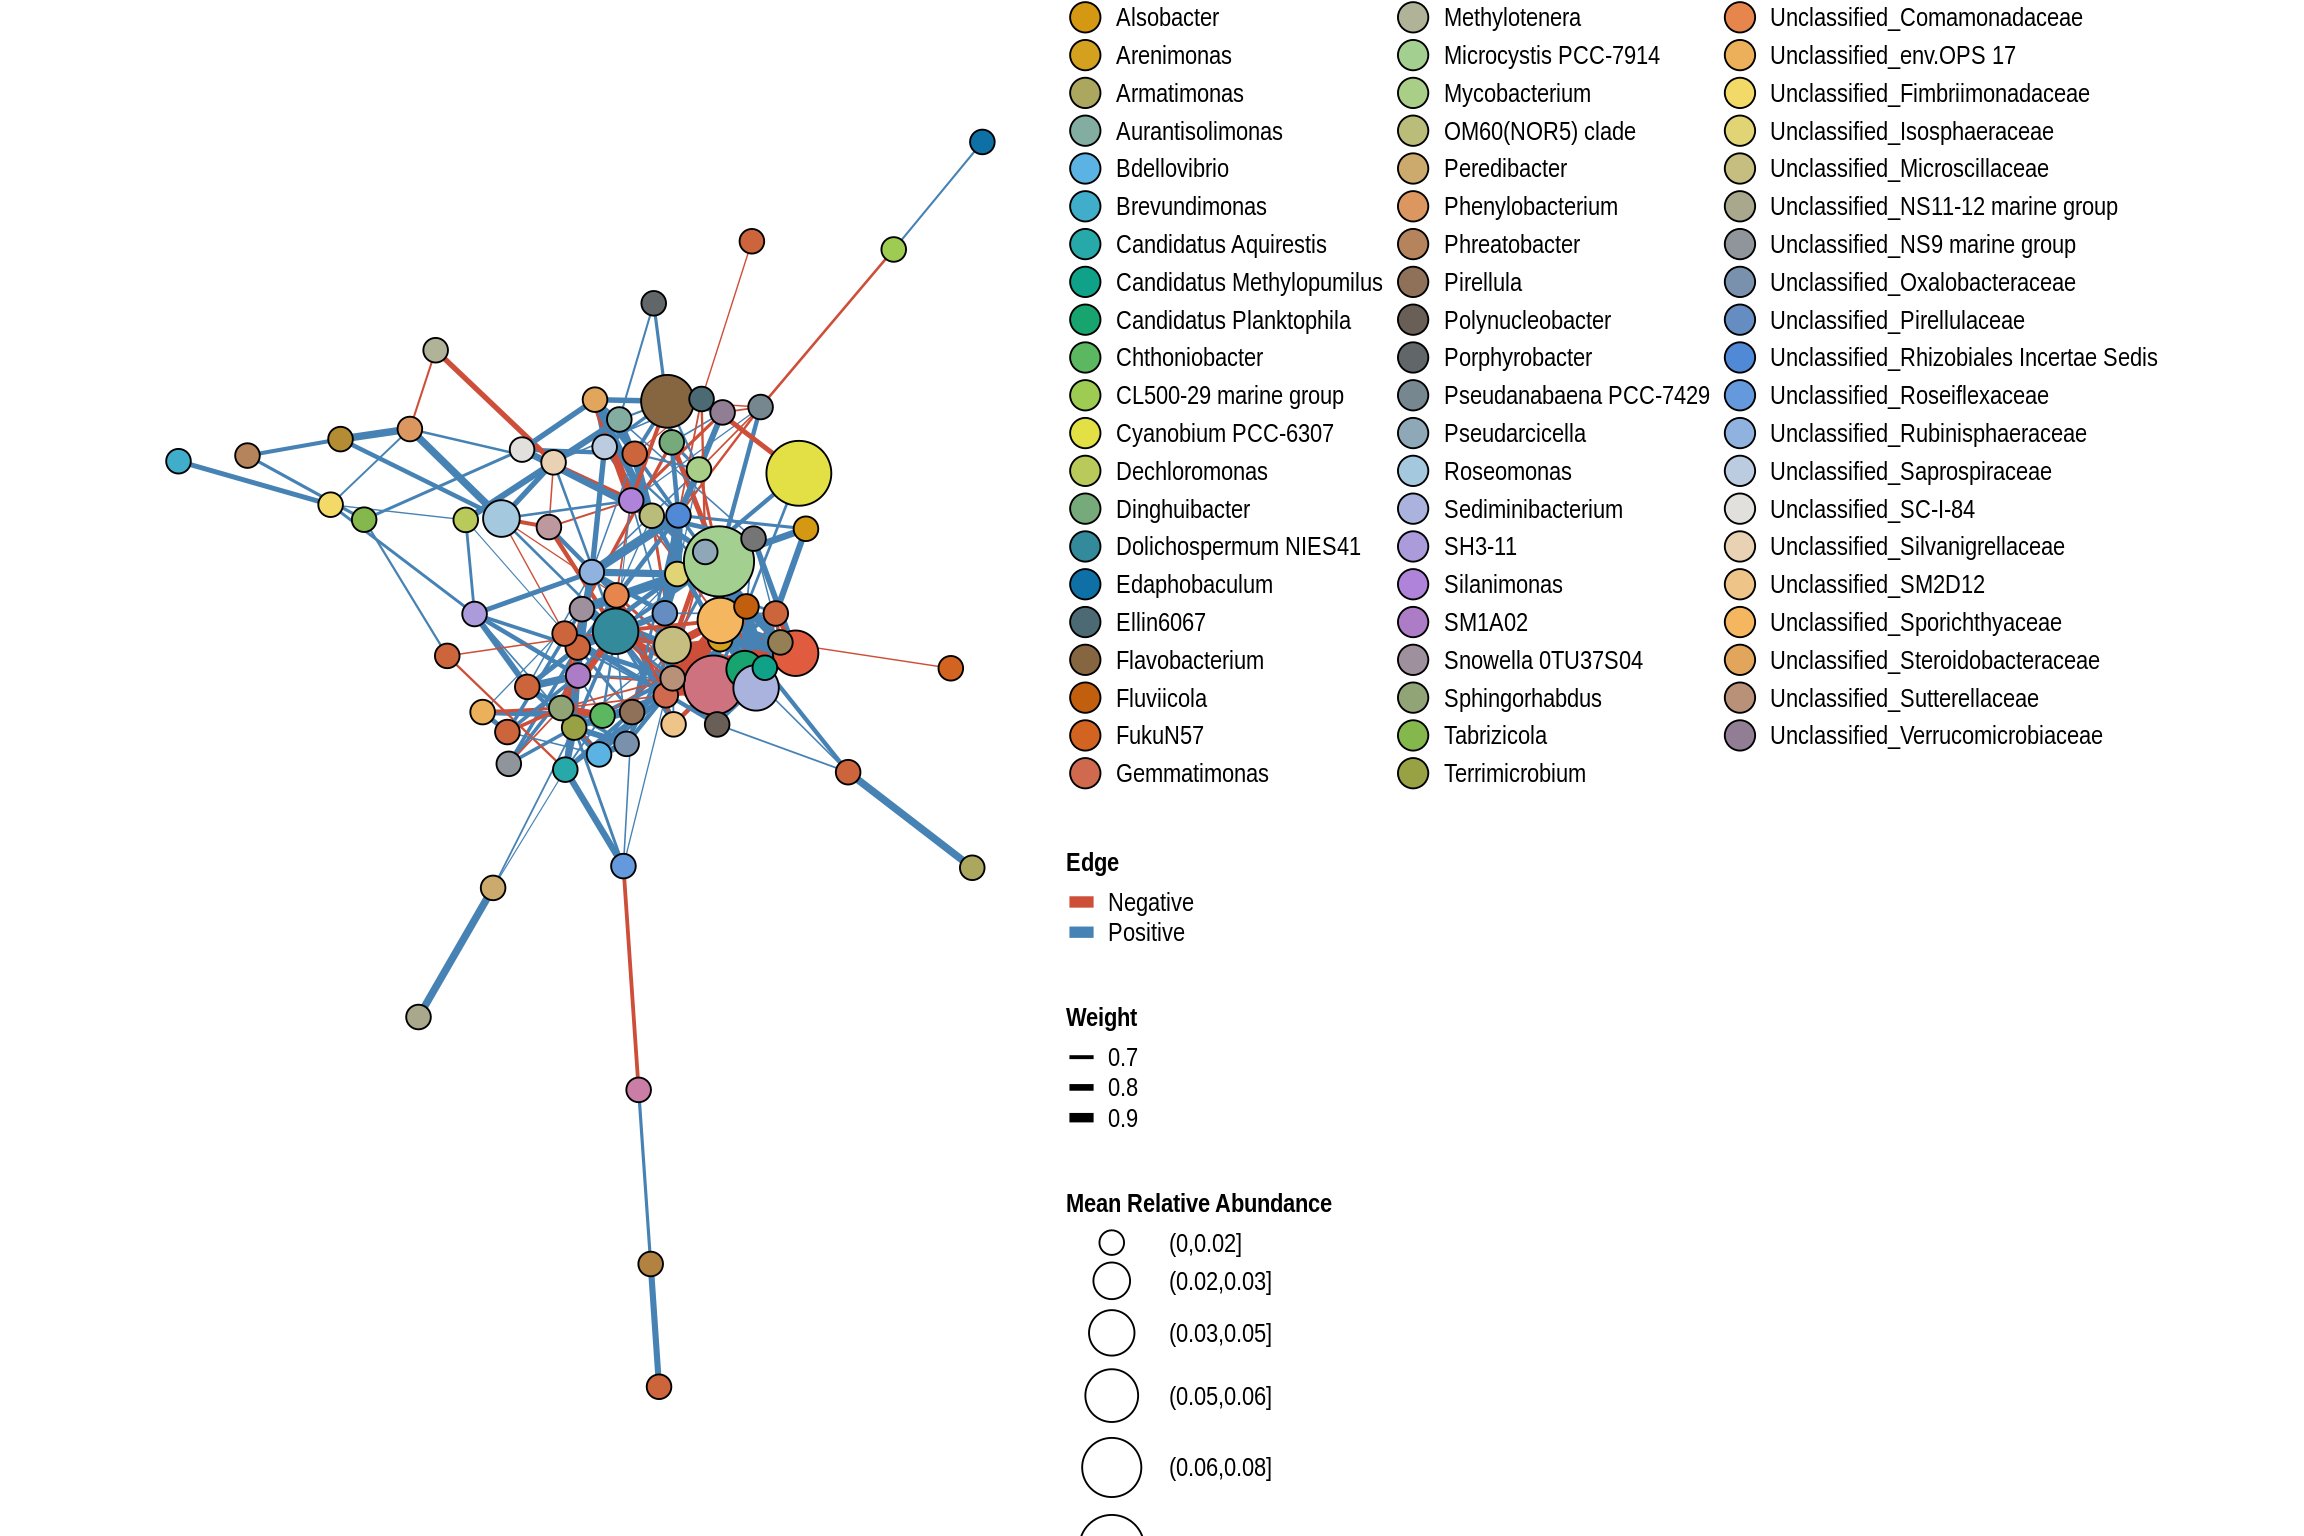 Alsobacter
Arenimonas
Armatimonas
Aurantisolimonas
Bdellovibrio
Brevundimonas
Candidatus Aquirestis
Candidatus Methylopumilus
Candidatus Planktophila
Chthoniobacter
CL500-29 marine group
Cyanobium PCC-6307
Dechloromonas
Dinghuibacter
Dolichospermum NIES41
Edaphobaculum
Ellin6067
Flavobacterium
Fluviicola
FukuN57
Gemmatimonas
Methylotenera
Microcystis PCC-7914
Mycobacterium
OM60(NOR5) clade
Peredibacter
Phenylobacterium
Phreatobacter
Pirellula
Polynucleobacter
Porphyrobacter
Pseudanabaena PCC-7429
Pseudarcicella
Roseomonas
Sediminibacterium
SH3-11
Silanimonas
SM1A02
Snowella 0TU37S04
Sphingorhabdus
Tabrizicola
Terrimicrobium
Unclassified_Comamonadaceae
Unclassified_env.OPS 17
Unclassified_Fimbriimonadaceae
Unclassified_Isosphaeraceae
Unclassified_Microscillaceae
Unclassified_NS11-12 marine group
Unclassified_NS9 marine group
Unclassified_Oxalobacteraceae
Unclassified_Pirellulaceae
Unclassified_Rhizobiales Incertae Sedis
Unclassified_Roseiflexaceae
Unclassified_Rubinisphaeraceae
Unclassified_Saprospiraceae
Unclassified_SC-I-84
Unclassified_Silvanigrellaceae
Unclassified_SM2D12
Unclassified_Sporichthyaceae
Unclassified_Steroidobacteraceae
Unclassified_Sutterellaceae
Unclassified_Verrucomicrobiaceae
Edge
Negative
Positive
Weight
0.7
0.8
0.9
Mean Relative Abundance
(0,0.02]
(0.02,0.03]
(0.03,0.05]
(0.05,0.06]
(0.06,0.08]